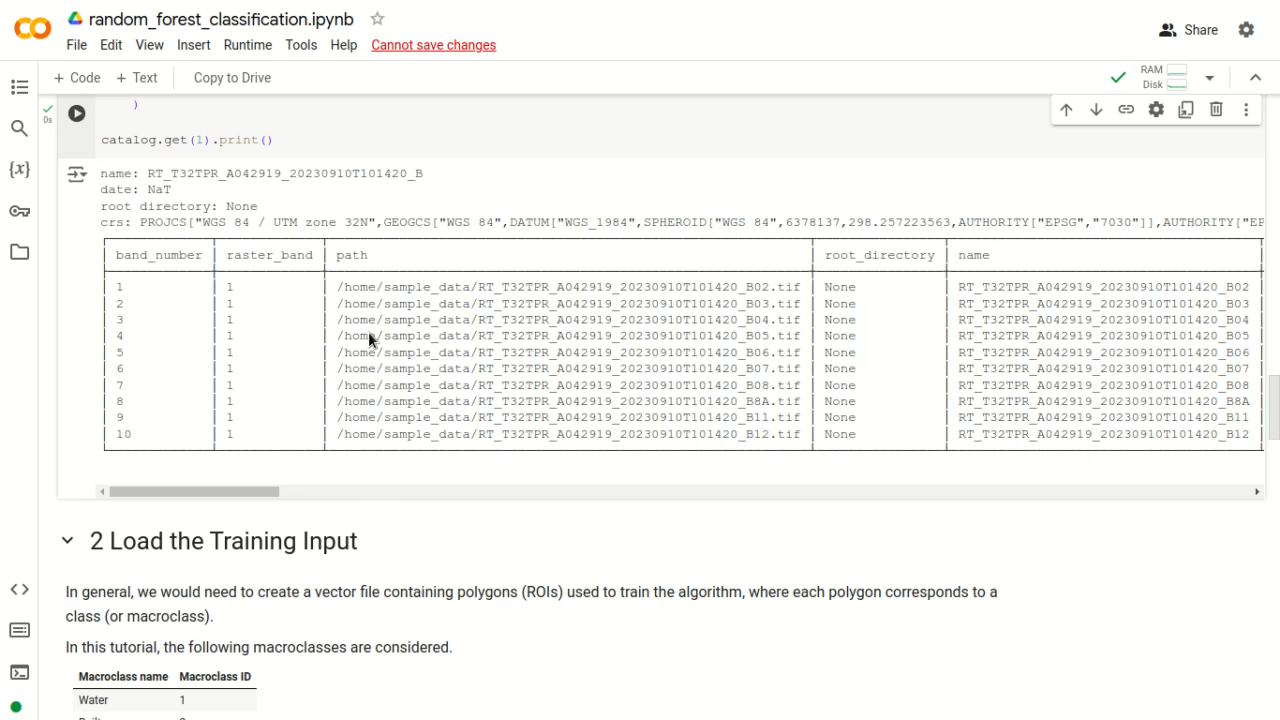 random_forest_classification.ipynb
File Edit View Insert Runtime Tools Help Cannot save changes
Share
+ Code + Text Copy to Drive
RAM
Disk
0s
)
catalog.get(1).print()
name: RT_T32TPR_A042919_20230910T101420_B
date: NaT
root directory: None
crs: PROJCS["WGS 84 / UTM zone 32N",GEOGCS["WGS 84",DATUM["WGS_1984",SPHEROID["WGS 84",6378137,298.257223563,AUTHORITY["EPSG","7030"]],AUTHORITY["EP
band_number raster_band path root_directory name
1 1 /home/sample_data/RT_T32TPR_A042919_20230910T101420_B02.tif None RT_T32TPR_A042919_20230910T101420_B02
2 1 /home/sample_data/RT_T32TPR_A042919_20230910T101420_B03.tif None RT_T32TPR_A042919_20230910T101420_B03
3 1 /home/sample_data/RT_T32TPR_A042919_20230910T101420_B04.tif None RT_T32TPR_A042919_20230910T101420_B04
4 1 /home/sample_data/RT_T32TPR_A042919_20230910T101420_B05.tif None RT_T32TPR_A042919_20230910T101420_B05
5 1 /home/sample_data/RT_T32TPR_A042919_20230910T101420_B06.tif None RT_T32TPR_A042919_20230910T101420_B06
6 1 /home/sample_data/RT_T32TPR_A042919_20230910T101420_B07.tif None RT_T32TPR_A042919_20230910T101420_B07
7 1 /home/sample_data/RT_T32TPR_A042919_20230910T101420_B08.tif None RT_T32TPR_A042919_20230910T101420_B08
8 1 /home/sample_data/RT_T32TPR_A042919_20230910T101420_B8A.tif None RT_T32TPR_A042919_20230910T101420_B8A
9 1 /home/sample_data/RT_T32TPR_A042919_20230910T101420_B11.tif None RT_T32TPR_A042919_20230910T101420_B11
10 1 /home/sample_data/RT_T32TPR_A042919_20230910T101420_B12.tif None RT_T32TPR_A042919_20230910T101420_B12
2 Load the Training Input
In general, we would need to create a vector file containing polygons (ROIs) used to train the algorithm, where each polygon corresponds to a
class (or macroclass).
In this tutorial, the following macroclasses are considered.
Macroclass name Macroclass ID
Water 1